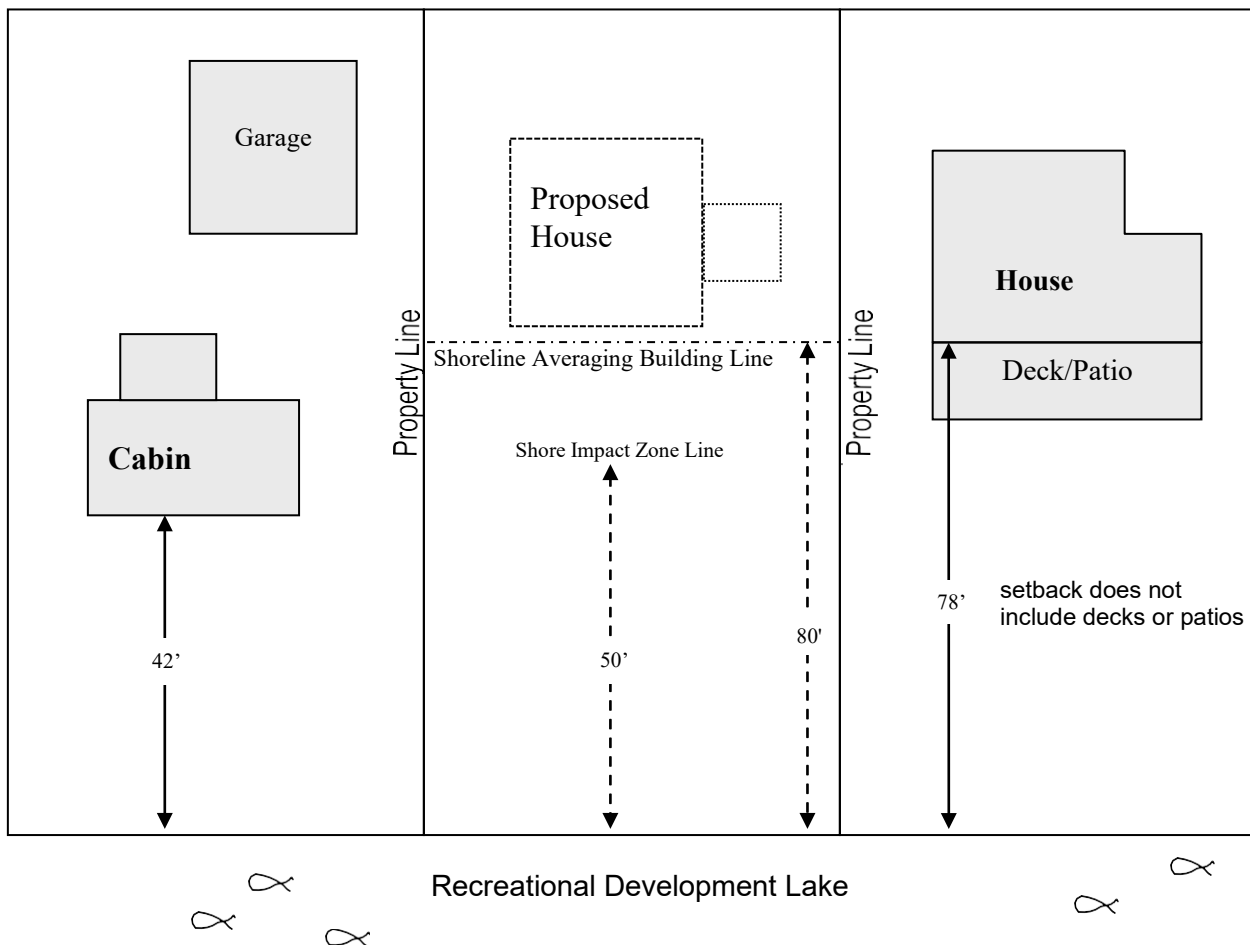 Garage
Proposed
House
House
Property Line
Property Line
Shoreline Averaging Building Line
Deck/Patio
Cabin
Shore Impact Zone Line
78’
setback does not
include decks or patios
80'
42’
50’
Recreational Development Lake